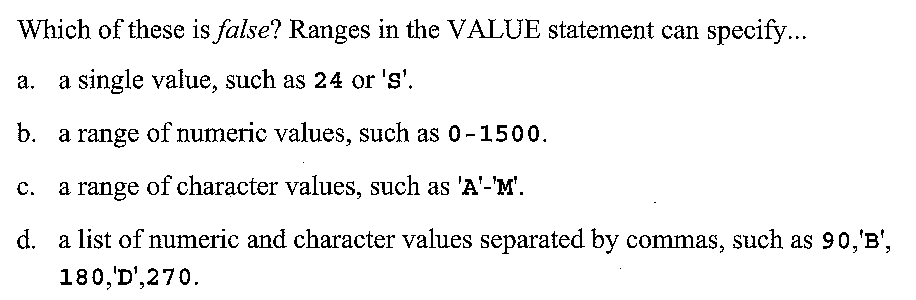 Which of these is false? Ranges in the VALUE statement can specify...
a. a single value, such as 24 or 'S'.
b. a range of numeric values, such as 0-1500.
c. a range of character values, such as 'A'-'M'.
d. a list of numeric and character values separated by commas, such as 90,'B',
180,'D',270.